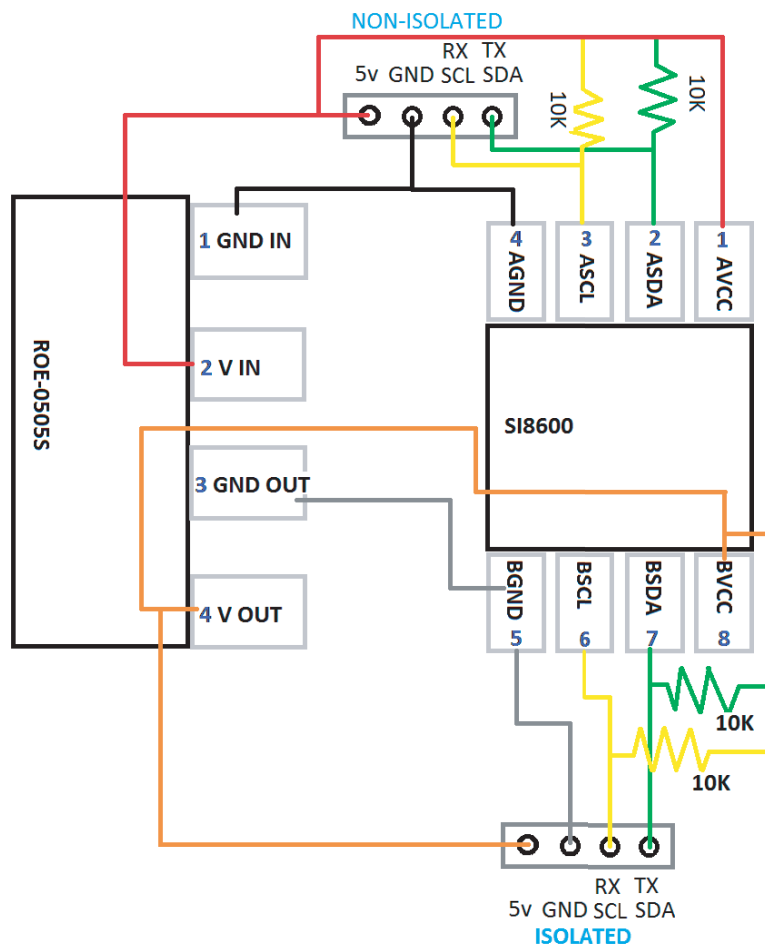 NON-ISOLATED
RX TX
5v GND SCL SDA
10K
10K
1 GND IN
4 AGND
3 ASCL
2 ASDA
1 AVCC
ROE-0505S
2 V IN
SI8600
3 GND OUT
4 V OUT
BGND 5
BSCL 6
BSDA 7
BVCC 8
10K
10K
RX TX
5v GND SCL SDA
ISOLATED